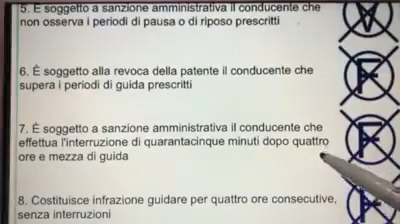 5. È soggetto a sanzione amministrativa il conducente che
non osserva i periodi di pausa o di riposo prescritti
V
6. È soggetto alla revoca della patente il conducente che
supera i periodi di guida prescritti
F
7. È soggetto a sanzione amministrativa il conducente che
effettua l'interruzione di quarantacinque minuti dopo quattro
ore e mezza di guida
F
8. Costituisce infrazione guidare per quattro ore consecutive,
senza interruzioni